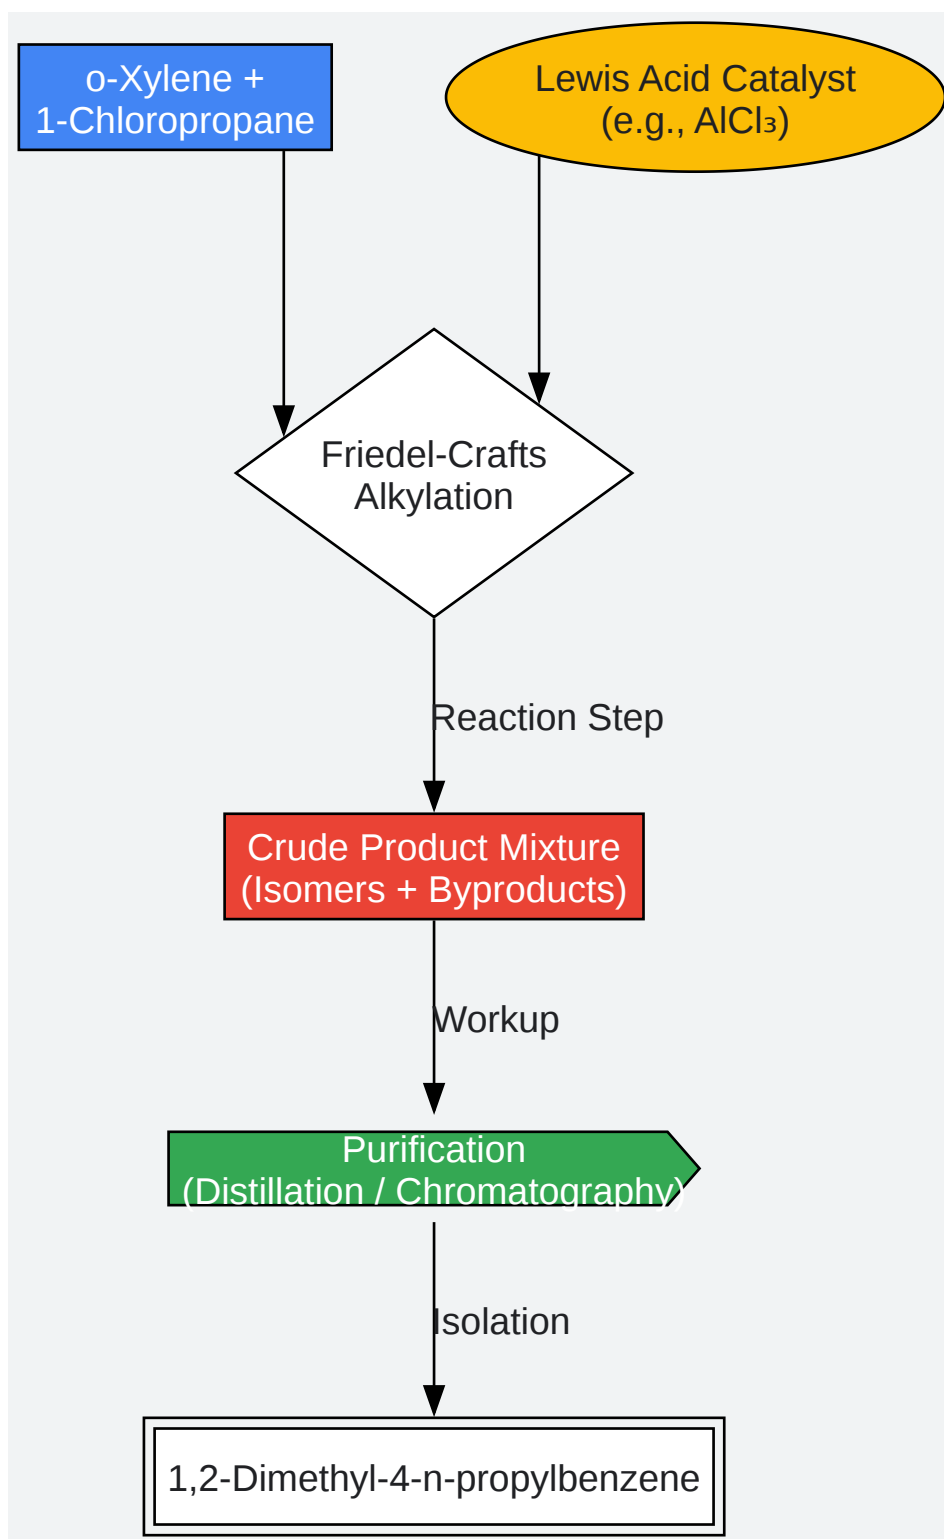 o-Xylene +
1-Chloropropane
Lewis Acid Catalyst
(e.g., AlCl₃)
Friedel-Crafts
Alkylation
Reaction Step
Crude Product Mixture
(Isomers + Byproducts)
Workup
Purification
(Distillation / Chromatography)
Isolation
1,2-Dimethyl-4-n-propylbenzene